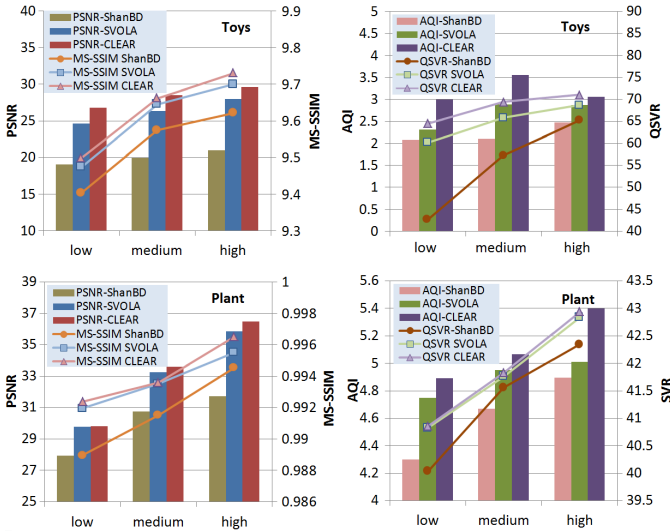 40
35
30
25
20
15
10
PSNR
PSNR-ShanBD
PSNR-SVOLA
PSNR-CLEAR
MS-SSIM ShanBD
MS-SSIM SVOLA
MS-SSIM CLEAR
Toys
9.9
9.8
9.7
9.6
9.5
9.4
9.3
MS-SSIM
low medium high
5
4.5
4
3.5
3
2.5
2
1.5
1
0.5
0
AQI
AQI-ShanBD
AQI-SVOLA
AQI-CLEAR
QSVR-ShanBD
QSVR SVOLA
QSVR CLEAR
Toys
90
85
80
75
70
65
60
55
50
45
40
QSVR
low medium high
39
37
35
33
31
29
27
25
PSNR
PSNR-ShanBD
PSNR-SVOLA
PSNR-CLEAR
MS-SSIM ShanBD
MS-SSIM SVOLA
MS-SSIM CLEAR
Plant
1
0.998
0.996
0.994
0.992
0.99
0.988
0.986
MS-SSIM
low medium high
5.6
5.4
5.2
5
4.8
4.6
4.4
4.2
4
AQI
AQI-ShanBD
AQI-SVOLA
AQI-CLEAR
QSVR-ShanBD
QSVR SVOLA
QSVR CLEAR
Plant
43.5
43
42.5
42
41.5
41
40.5
40
39.5
SVR
low medium high